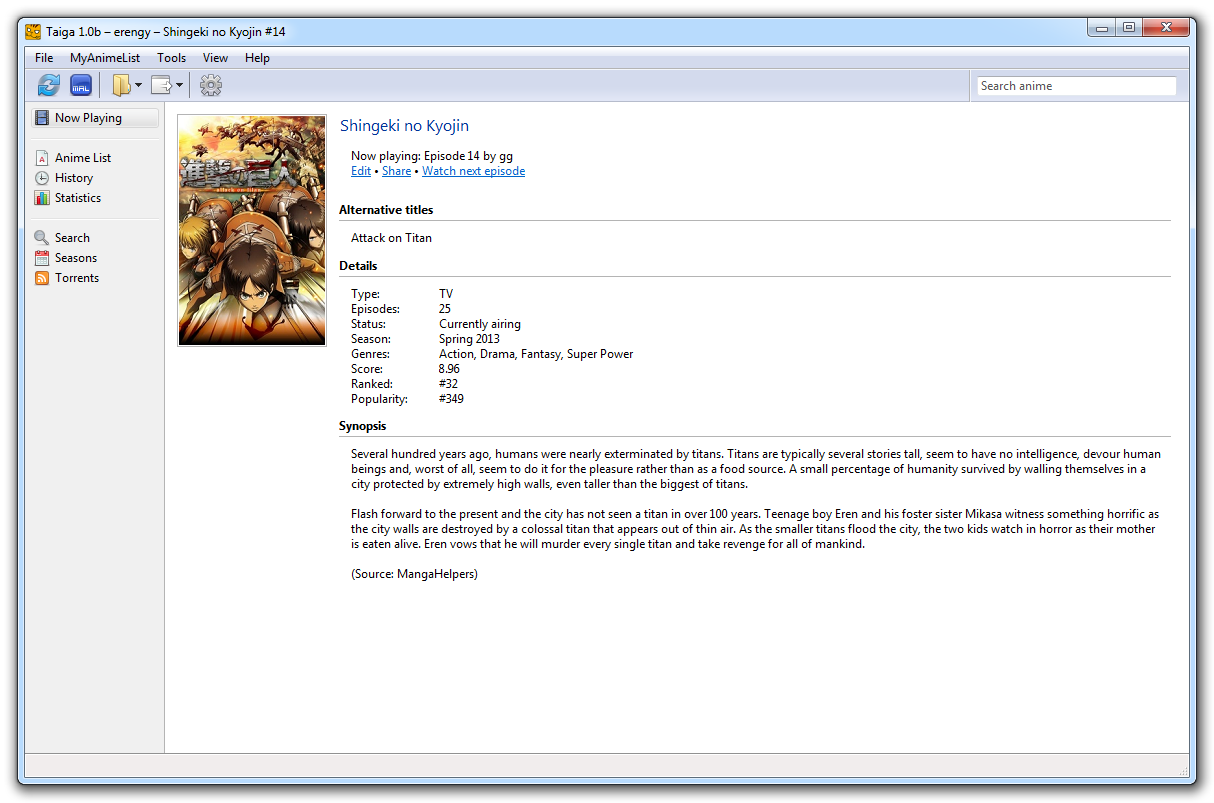 Taiga 1.0b – erengy – Shingeki no Kyojin #14
File MyAnimeList Tools View Help
MAL
Search anime
Now Playing
Anime List
History
Statistics
Search
Seasons
Torrents
進撃の巨人
Shingeki no Kyojin
Now playing: Episode 14 by gg
Edit • Share • Watch next episode
Alternative titles
Attack on Titan
Details
Type: TV
Episodes: 25
Status: Currently airing
Season: Spring 2013
Genres: Action, Drama, Fantasy, Super Power
Score: 8.96
Ranked: #32
Popularity: #349
Synopsis
Several hundred years ago, humans were nearly exterminated by titans. Titans are typically several stories tall, seem to have no intelligence, devour human
beings and, worst of all, seem to do it for the pleasure rather than as a food source. A small percentage of humanity survived by walling themselves in a
city protected by extremely high walls, even taller than the biggest of titans.
Flash forward to the present and the city has not seen a titan in over 100 years. Teenage boy Eren and his foster sister Mikasa witness something horrific as
the city walls are destroyed by a colossal titan that appears out of thin air. As the smaller titans flood the city, the two kids watch in horror as their mother
is eaten alive. Eren vows that he will murder every single titan and take revenge for all of mankind.
(Source: MangaHelpers)